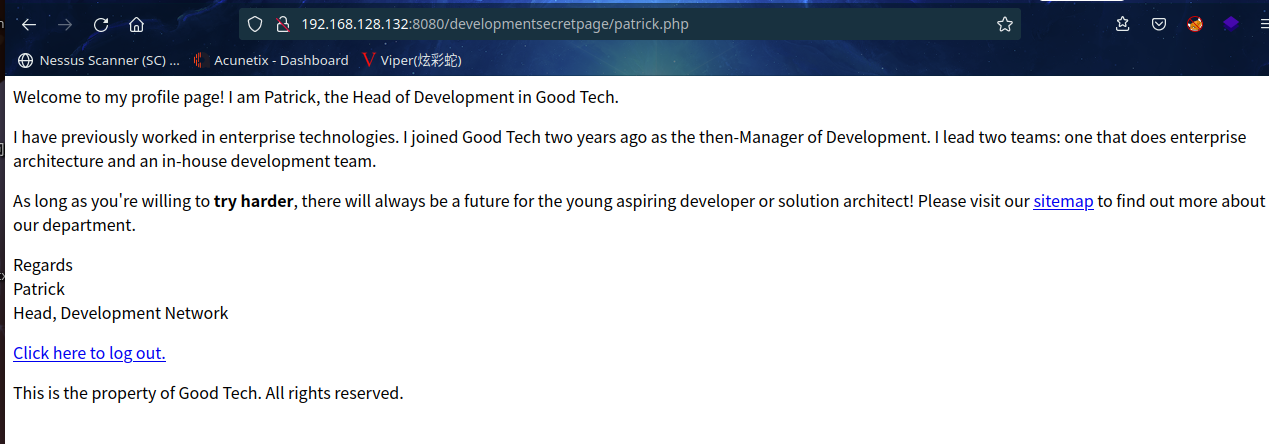 192.168.128.132:8080/developmentsecretpage/patrick.php
Nessus Scanner (SC) ... Acunetix - Dashboard Viper(炫彩蛇)
Welcome to my profile page! I am Patrick, the Head of Development in Good Tech.
I have previously worked in enterprise technologies. I joined Good Tech two years ago as the then-Manager of Development. I lead two teams: one that does enterprise
architecture and an in-house development team.
As long as you're willing to try harder, there will always be a future for the young aspiring developer or solution architect! Please visit our sitemap to find out more about
our department.
Regards
Patrick
Head, Development Network
Click here to log out.
This is the property of Good Tech. All rights reserved.